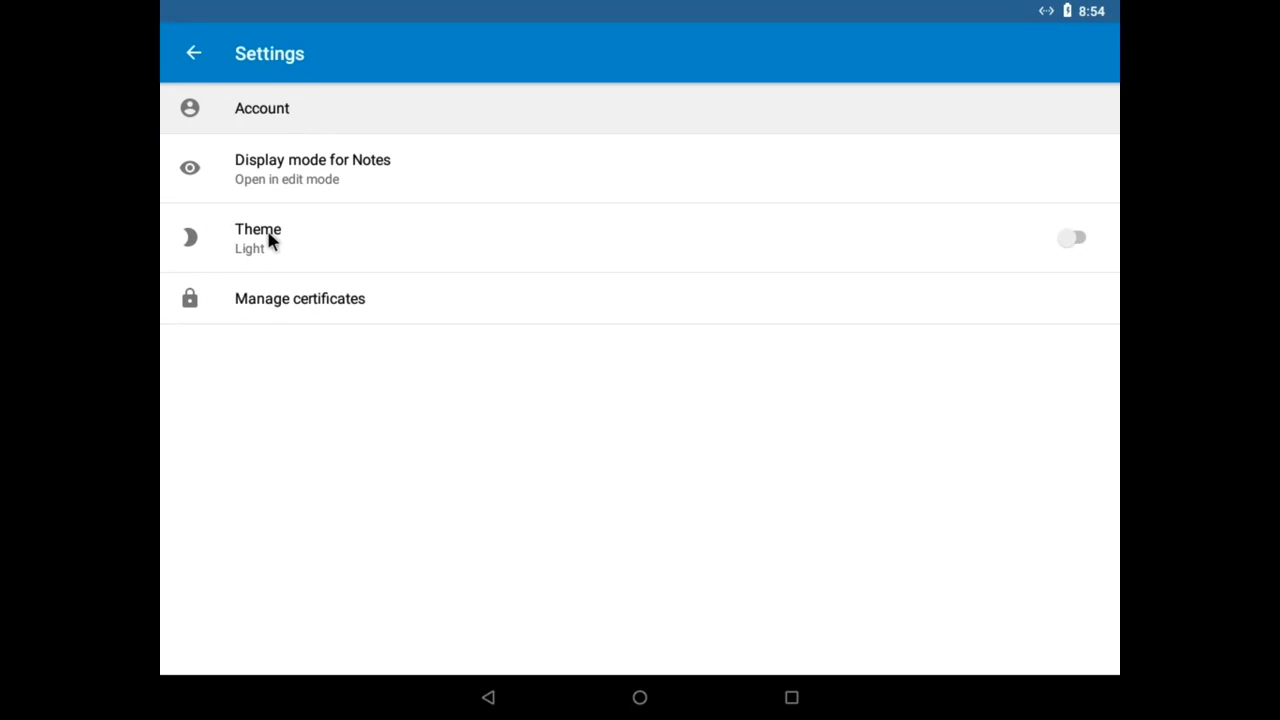 8:54
Settings
Account
Display mode for Notes
Open in edit mode
Theme
Light
Manage certificates